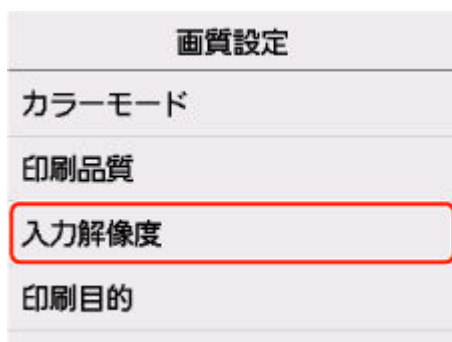 画質設定
カラーモード
印刷品質
入力解像度
印刷目的